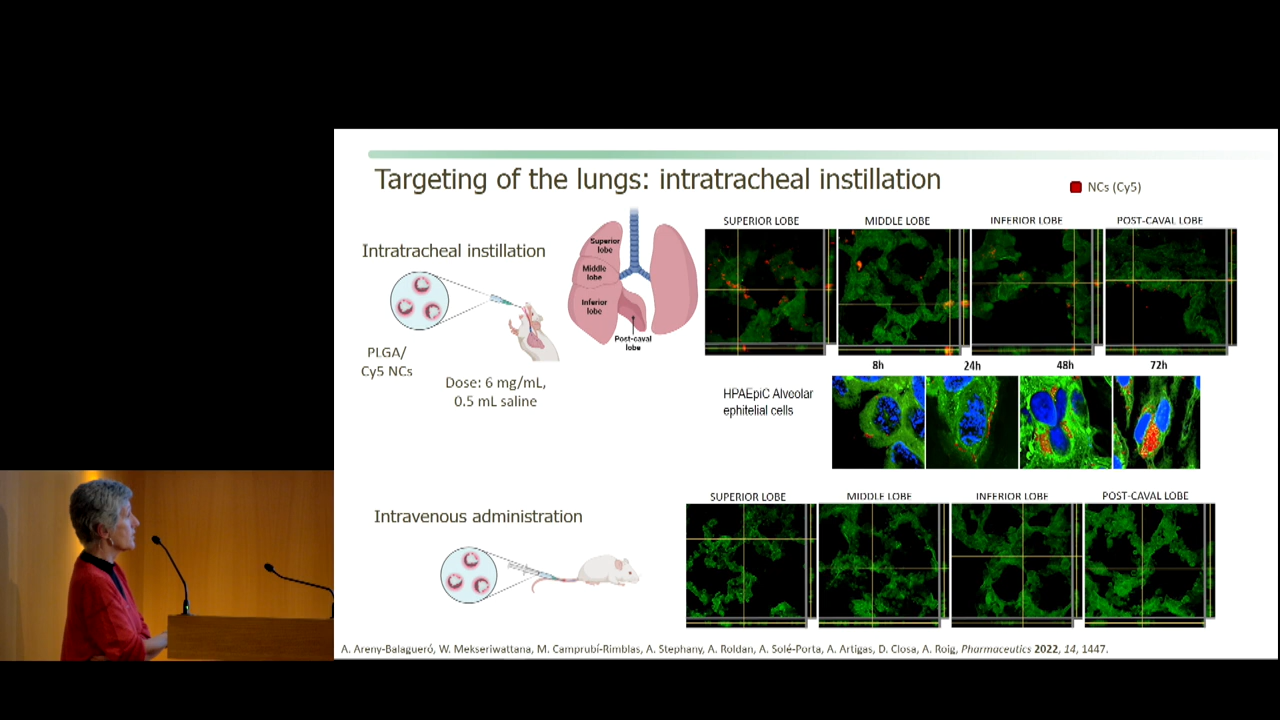 Targeting of the lungs: intratracheal instillation
NCs (Cy5)
Intratracheal instillation
PLGA/
Cy5 NCs
Dose: 6 mg/mL,
0.5 mL saline
Superior
lobe
Middle
lobe
Inferior
lobe
Post-caval
lobe
SUPERIOR LOBE
MIDDLE LOBE
INFERIOR LOBE
POST-CAVAL LOBE
HPAEpiC Alveolar
ephitelial cells
8h
24h
48h
72h
Intravenous administration
SUPERIOR LOBE
MIDDLE LOBE
INFERIOR LOBE
POST-CAVAL LOBE
A. Areny-Balagueró, W. Mekseriwattana, M. Camprubí-Rimblas, A. Stephany, A. Roldan, A. Solé-Porta, A. Artigas, D. Closa, A. Roig, Pharmaceutics 2022, 14, 1447.